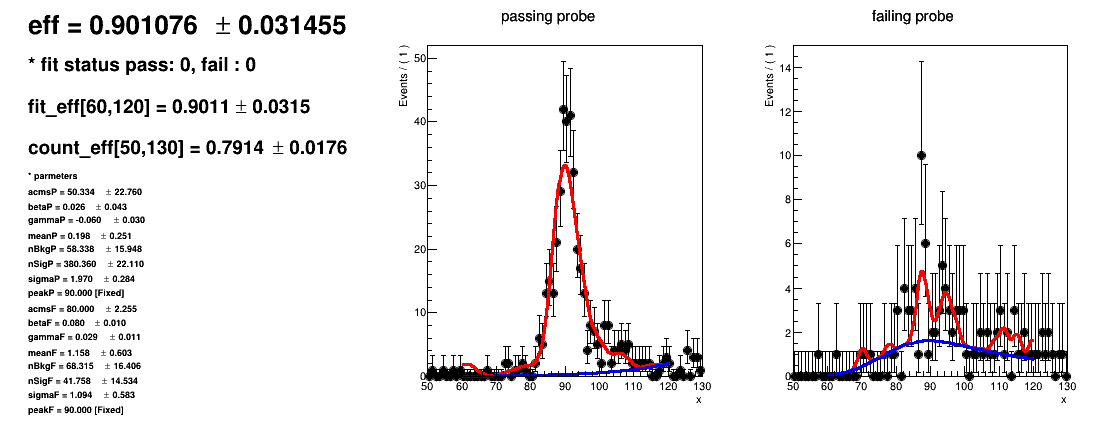 eff = 0.901076 ± 0.031455
* fit status pass: 0, fail : 0
fit_eff[60,120] = 0.9011 ± 0.0315
count_eff[50,130] = 0.7914 ± 0.0176
* parmeters
acmsP = 50.334 ± 22.760
betaP = 0.026 ± 0.043
gammaP = -0.060 ± 0.030
meanP = 0.198 ± 0.251
nBkgP = 58.338 ± 15.948
nSigP = 380.360 ± 22.110
sigmaP = 1.970 ± 0.284
peakP = 90.000 [Fixed]
acmsF = 80.000 ± 2.255
betaF = 0.080 ± 0.010
gammaF = 0.029 ± 0.011
meanF = 1.158 ± 0.603
nBkgF = 68.315 ± 16.406
nSigF = 41.758 ± 14.534
sigmaF = 1.094 ± 0.583
peakF = 90.000 [Fixed]
passing probe
Events / ( 1 )
50
40
30
20
10
0
50 60 70 80 90 100 110 120 130
x
failing probe
Events / ( 1 )
14
12
10
8
6
4
2
0
50 60 70 80 90 100 110 120 130
x